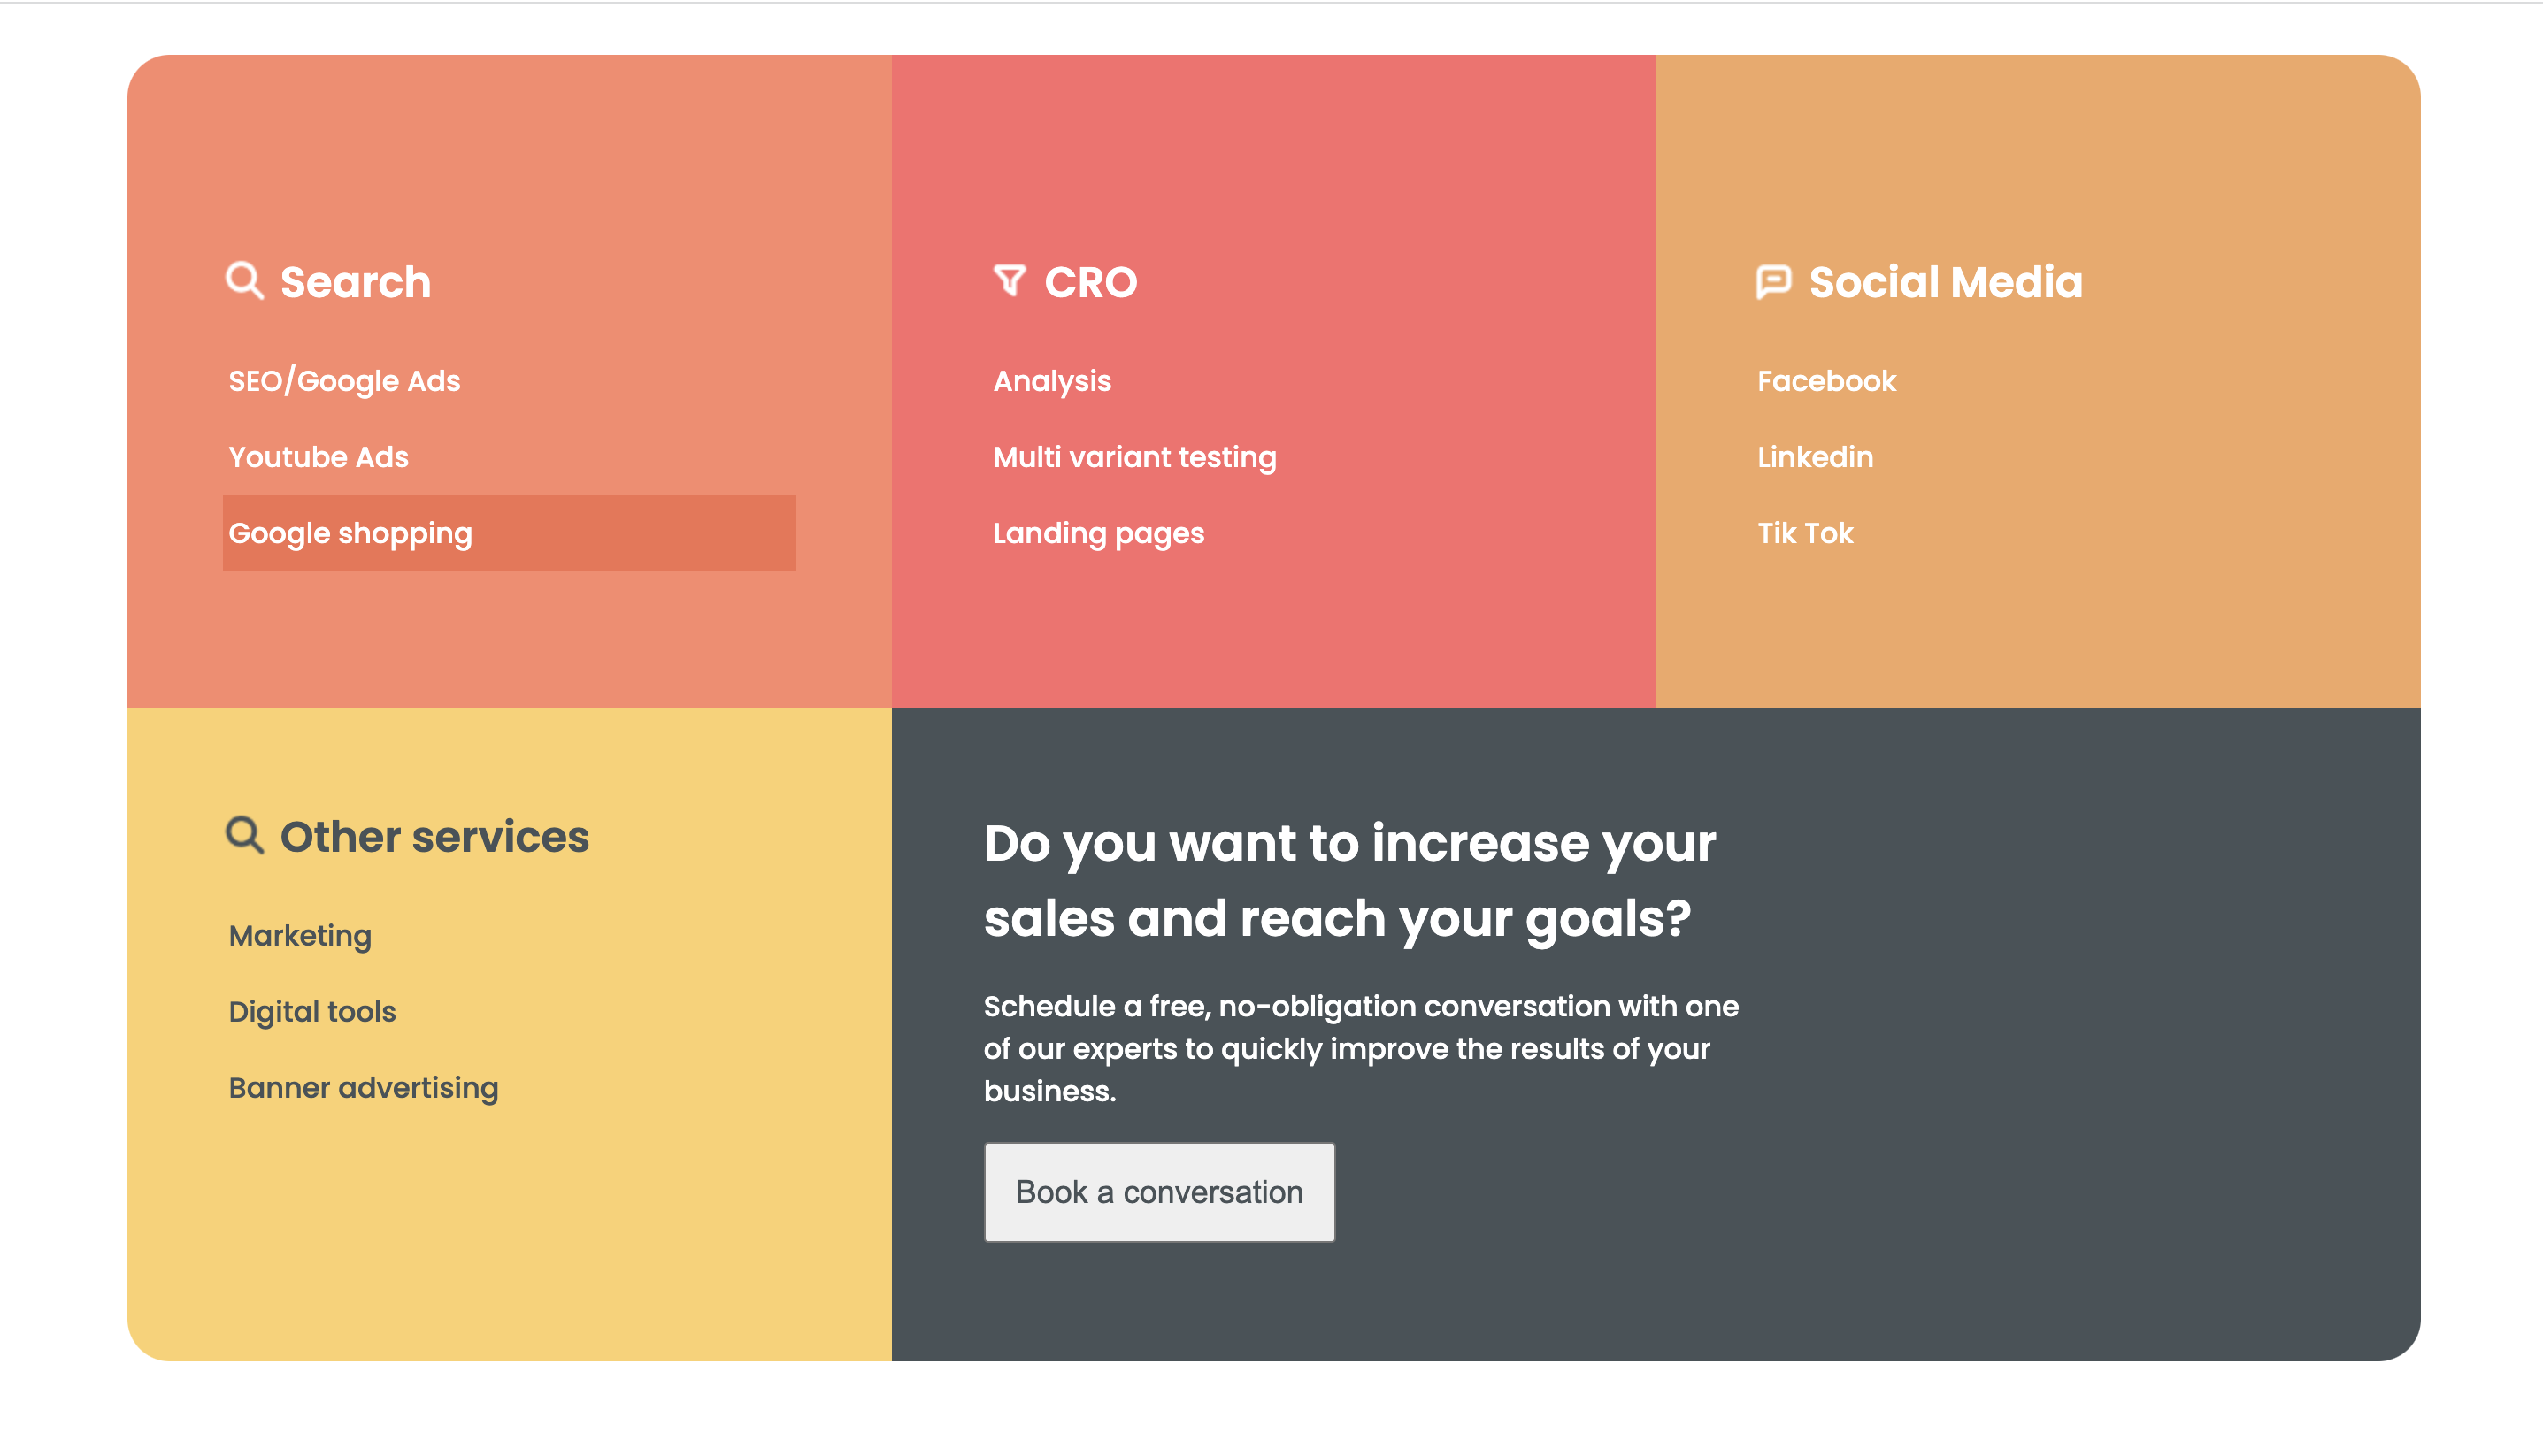 Search
SEO/Google Ads
Youtube Ads
Google shopping
CRO
Analysis
Multi variant testing
Landing pages
Social Media
Facebook
Linkedin
Tik Tok
Other services
Marketing
Digital tools
Banner advertising
Do you want to increase your
sales and reach your goals?
Schedule a free, no-obligation conversation with one
of our experts to quickly improve the results of your
business.
Book a conversation